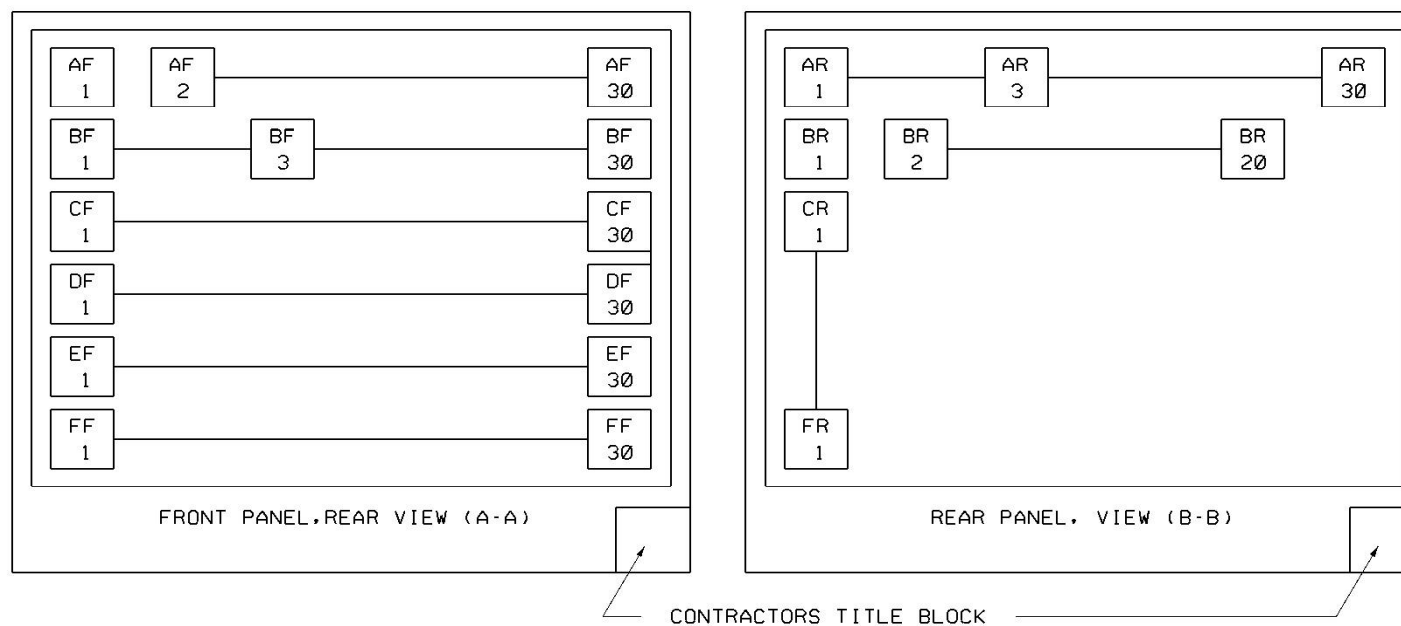 AF 1
AF 2
AF 30
BF 1
BF 3
BF 30
CF 1
CF 30
DF 1
DF 30
EF 1
EF 30
FF 1
FF 30
FRONT PANEL,REAR VIEW (A-A)
AR 1
AR 3
AR 30
BR 1
BR 2
BR 20
CR 1
FR 1
REAR PANEL, VIEW (B-B)
CONTRACTORS TITLE BLOCK